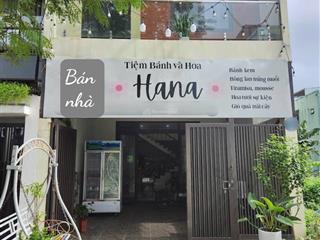 Bán
nhà
Tiệm Bánh và Hoa
Hana
Bánh kem
Bông lan trứng muối
Tiramisu, mousse
Hoa tươi sự kiện
Giỏ quà trái cây